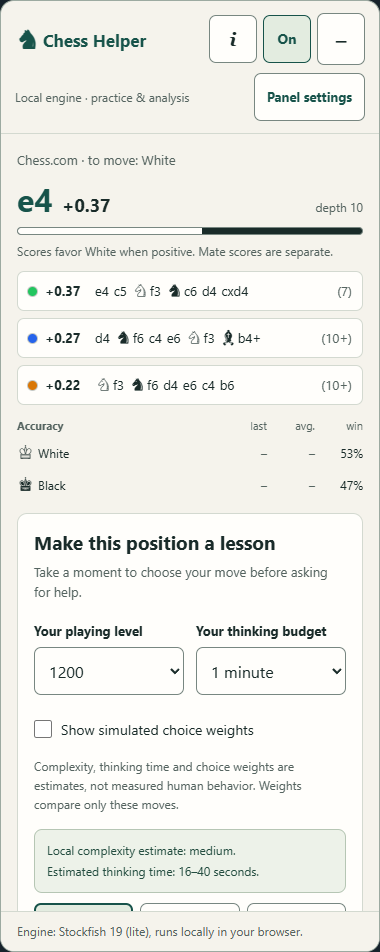 Chess Helper
i
On
–
Local engine · practice & analysis
Panel settings
Chess.com · to move: White
e4 +0.37 depth 10
Scores favor White when positive. Mate scores are separate.
+0.37 e4 c5 ♘f3 ♞c6 d4 cxd4 (7)
+0.27 d4 ♞f6 c4 e6 ♘f3 ♝b4+ (10+)
+0.22 ♘f3 ♞f6 d4 e6 c4 b6 (10+)
Accuracy last avg. win
♔ White – – 53%
♚ Black – – 47%
Make this position a lesson
Take a moment to choose your move before asking
for help.
Your playing level Your thinking budget
1200 1 minute
Show simulated choice weights
Complexity, thinking time and choice weights are
estimates, not measured human behavior. Weights
compare only these moves.
Local complexity estimate: medium.
Estimated thinking time: 16–40 seconds.
Engine: Stockfish 19 (lite), runs locally in your browser.